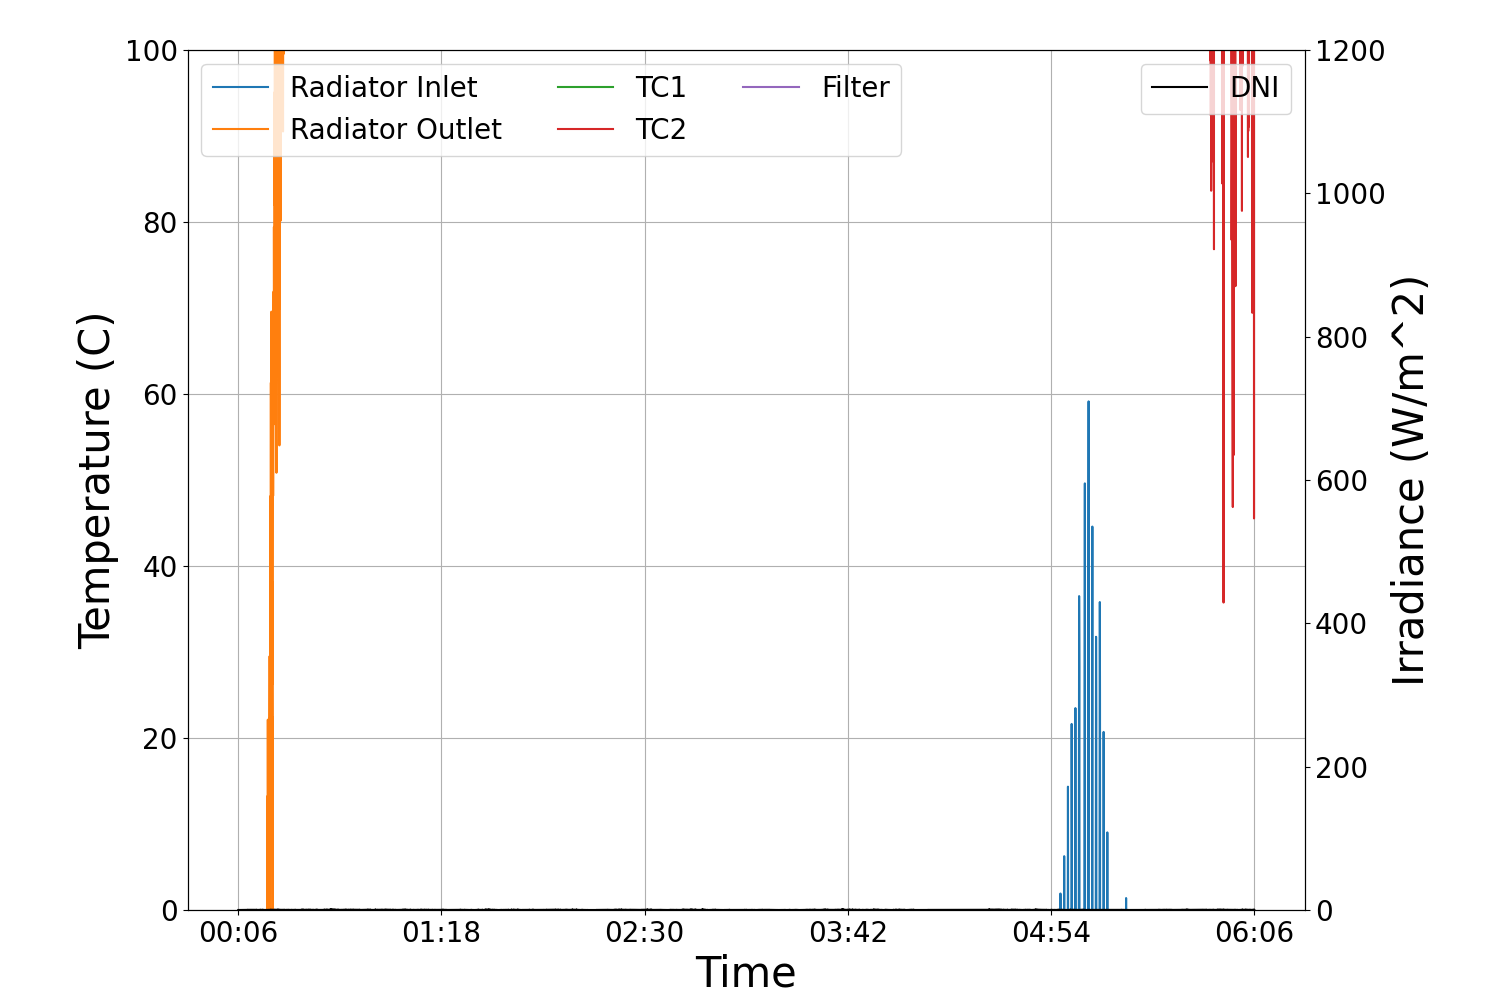 100
80
60
40
20
0
Temperature (C)
Radiator Inlet
Radiator Outlet
TC1
TC2
Filter
DNI
1200
1000
800
600
400
200
0
Irradiance (W/m^2)
00:06 01:18 02:30 03:42 04:54 06:06
Time